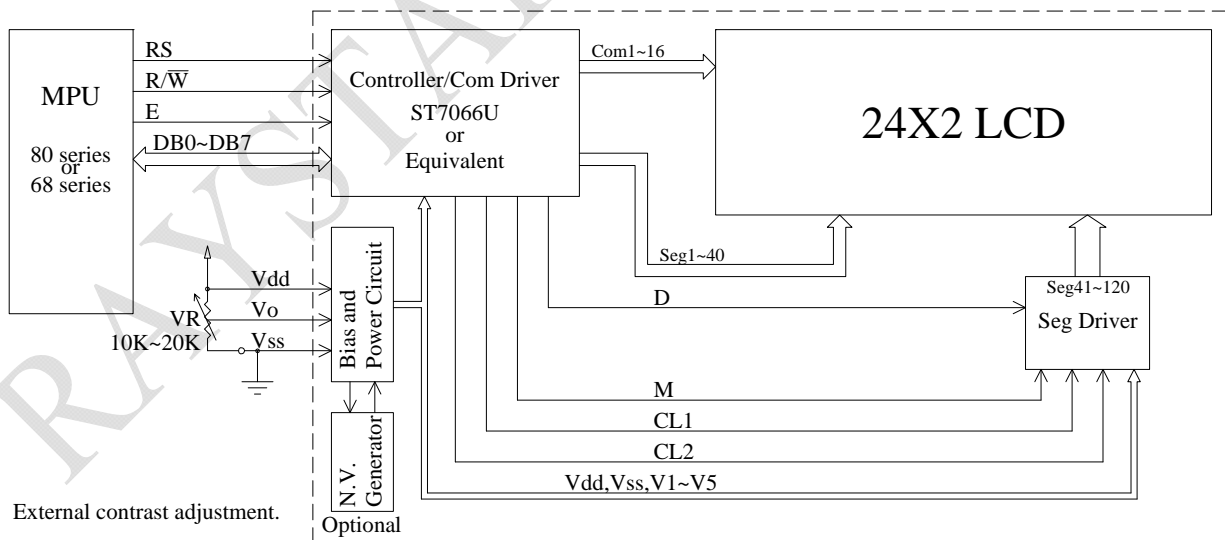 RAYSTA
MPU
80 series
or
68 series
RS
R/W̅
E
DB0~DB7
Controller/Com Driver
ST7066U
or
Equivalent
Com1~16
24X2 LCD
Seg1~40
Vdd
Vo
Vss
VR
10K~20K
Bias and
Power Circuit
D
Seg41~120
Seg Driver
M
CL1
CL2
Vdd,Vss,V1~V5
N.V.
Generator
Optional
External contrast adjustment.